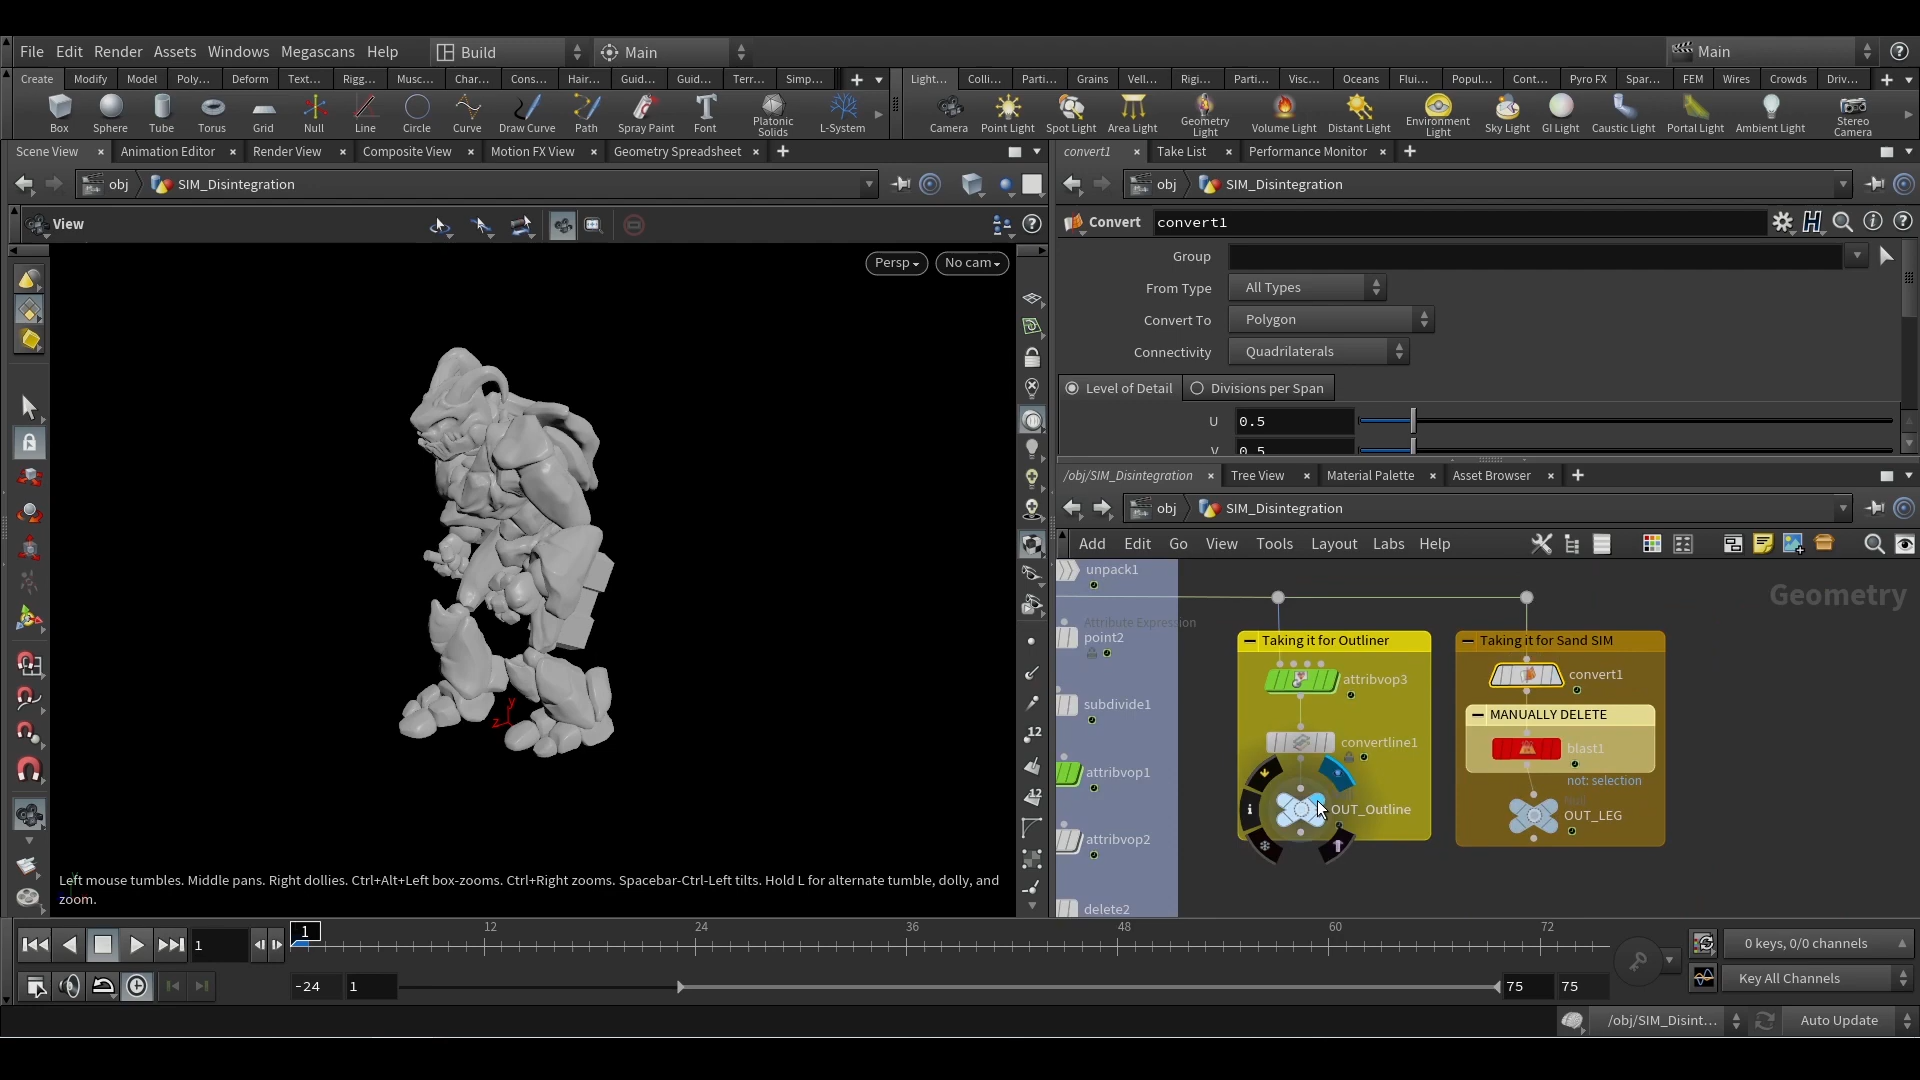 File Edit Render Assets Windows Megascans Help Build Main Main
Create Modify Model Poly... Deform Text... Rigg... Musc... Char... Cons... Hair... Guid... Guid... Terr... Simp...
Light... Colli... Parti... Grains Vell... Rigi... Parti... Visc... Oceans Flui... Popul... Cont... Pyro FX Spar... FEM Wires Crowds Driv...
Box Sphere Tube Torus Grid Null Line Circle Curve Draw Curve Path Spray Paint Font Platonic Solids L-System
Camera Point Light Spot Light Area Light Geometry Light Volume Light Distant Light Environment Light Sky Light GI Light Caustic Light Portal Light Ambient Light Stereo Camera
Scene View Animation Editor Render View Composite View Motion FX View Geometry Spreadsheet
convert1 Take List Performance Monitor
obj SIM_Disintegration
obj SIM_Disintegration
View
Convert convert1
Persp No cam
Group
From Type All Types
Convert To Polygon
Connectivity Quadrilaterals
Level of Detail Divisions per Span
U 0.5
V 0.5
/obj/SIM_Disintegration Tree View Material Palette Asset Browser
obj SIM_Disintegration
Add Edit Go View Tools Layout Labs Help
Geometry
unpack1
Attribute Expression
point2
subdivide1
attribvop1
attribvop2
delete2
Taking it for Outliner
attribvop3
convertline1
OUT_Outline
Taking it for Sand SIM
convert1
MANUALLY DELETE
blast1
not: selection
Null
OUT_LEG
12
12
y
z
Left mouse tumbles. Middle pans. Right dollies. Ctrl+Alt+Left box-zooms. Ctrl+Right zooms. Spacebar-Ctrl-Left tilts. Hold L for alternate tumble, dolly, and
zoom.
1 1 12 24 36 48 60 72
0 keys, 0/0 channels
-24 1 75 75
Key All Channels
/obj/SIM_Disint... Auto Update